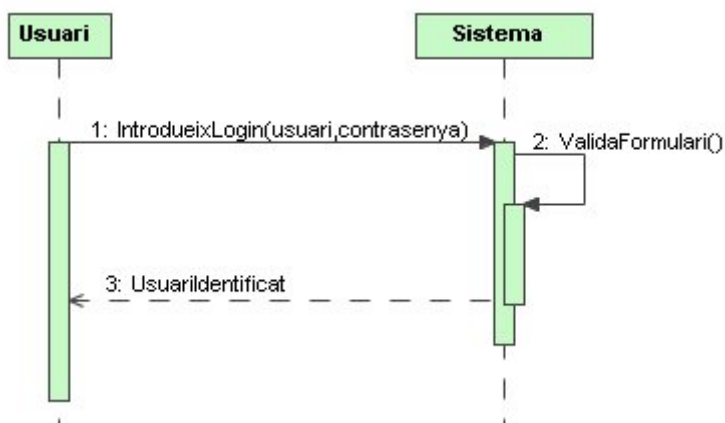 Usuari
Sistema
1: IntrodueixLogin(usuari,contrasenya)
2: ValidaFormulari()
3: UsuariIdentificat